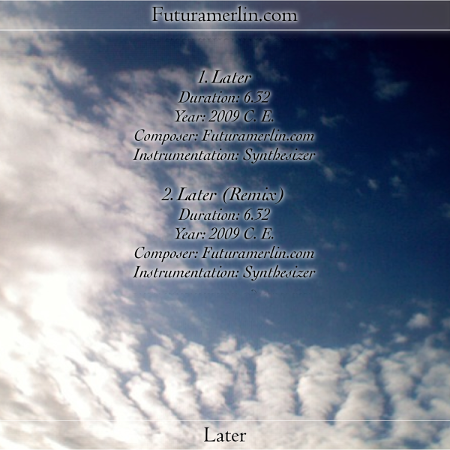 Futuramerlin.com
1. Later
Duration: 6.52
Year: 2009 C. E.
Composer: Futuramerlin.com
Instrumentation: Synthesizer
2. Later (Remix)
Duration: 6.52
Year: 2009 C. E.
Composer: Futuramerlin.com
Instrumentation: Synthesizer
Later